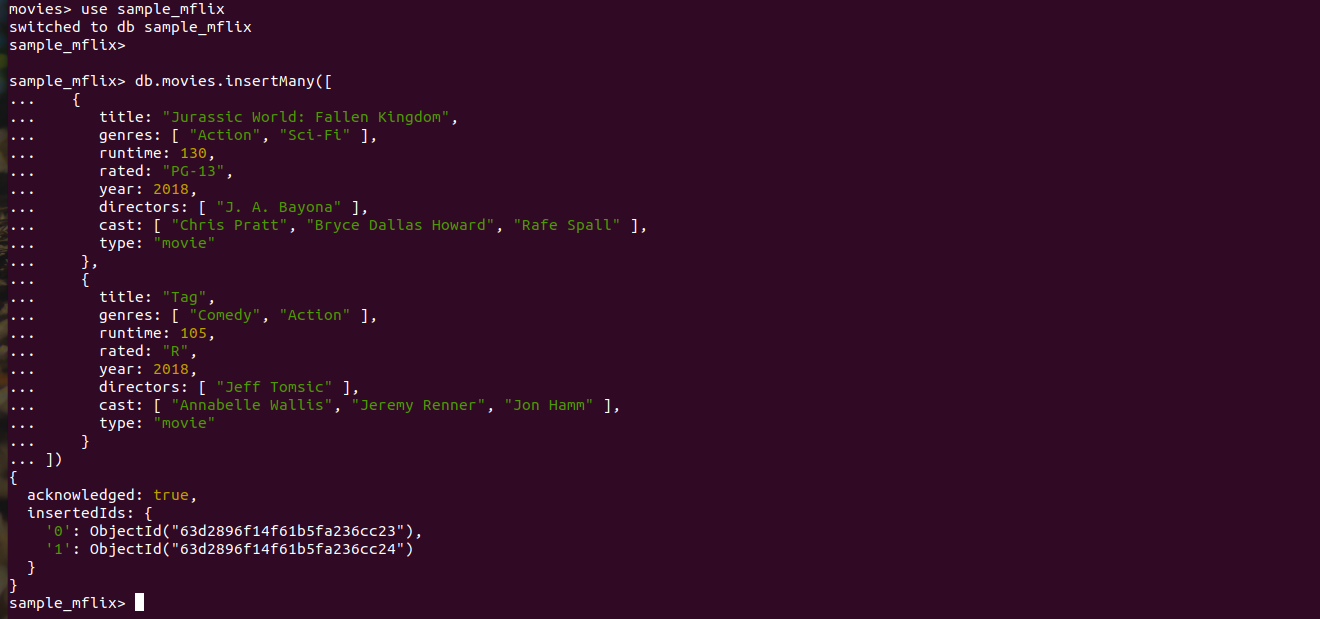 movies> use sample_mflix
switched to db sample_mflix
sample_mflix>
sample_mflix> db.movies.insertMany([
...    {
...       title: "Jurassic World: Fallen Kingdom",
...       genres: [ "Action", "Sci-Fi" ],
...       runtime: 130,
...       rated: "PG-13",
...       year: 2018,
...       directors: [ "J. A. Bayona" ],
...       cast: [ "Chris Pratt", "Bryce Dallas Howard", "Rafe Spall" ],
...       type: "movie"
...     },
...     {
...       title: "Tag",
...       genres: [ "Comedy", "Action" ],
...       runtime: 105,
...       rated: "R",
...       year: 2018,
...       directors: [ "Jeff Tomsic" ],
...       cast: [ "Annabelle Wallis", "Jeremy Renner", "Jon Hamm" ],
...       type: "movie"
...     }
... ])
{
  acknowledged: true,
  insertedIds: {
    '0': ObjectId("63d2896f14f61b5fa236cc23"),
    '1': ObjectId("63d2896f14f61b5fa236cc24")
  }
}
sample_mflix>